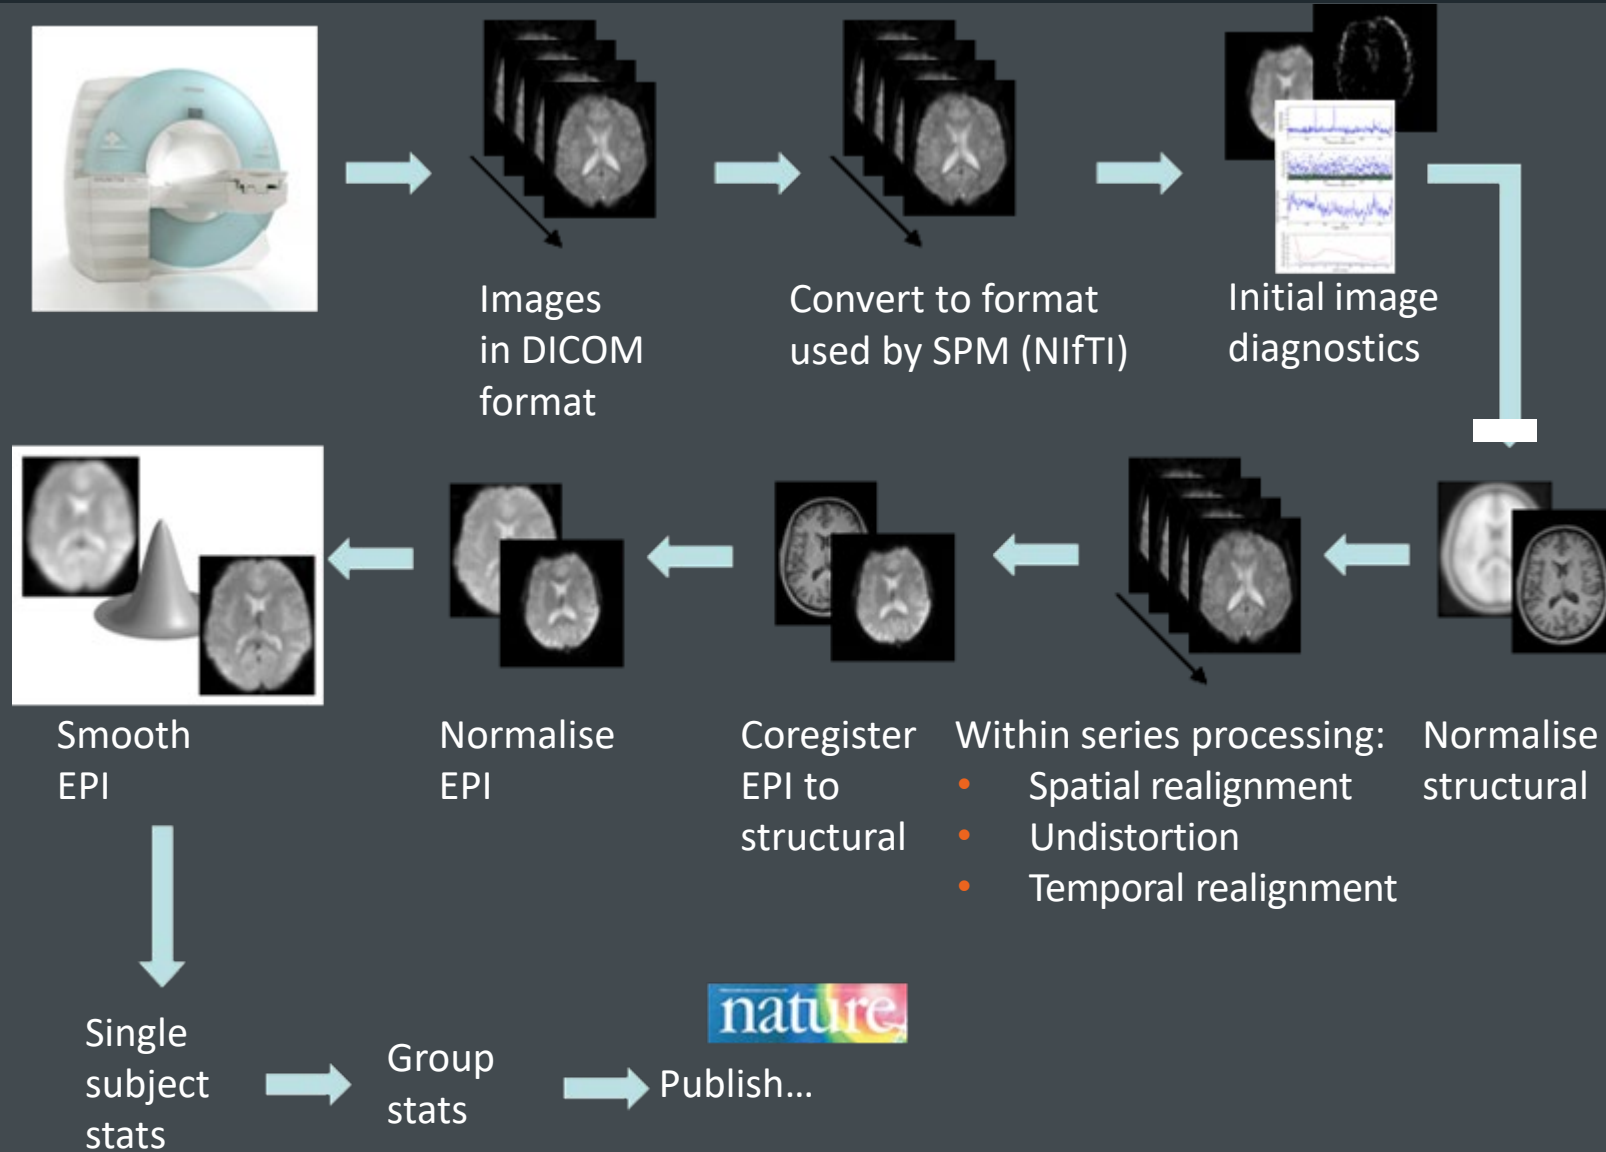 Images
in DICOM
format
Convert to format
used by SPM (NIfTI)
Initial image
diagnostics
Smooth
EPI
Normalise
EPI
Coregister
EPI to
structural
Within series processing:
• Spatial realignment
• Undistortion
• Temporal realignment
Normalise
structural
Single
subject
stats
Group
stats
nature
Publish…